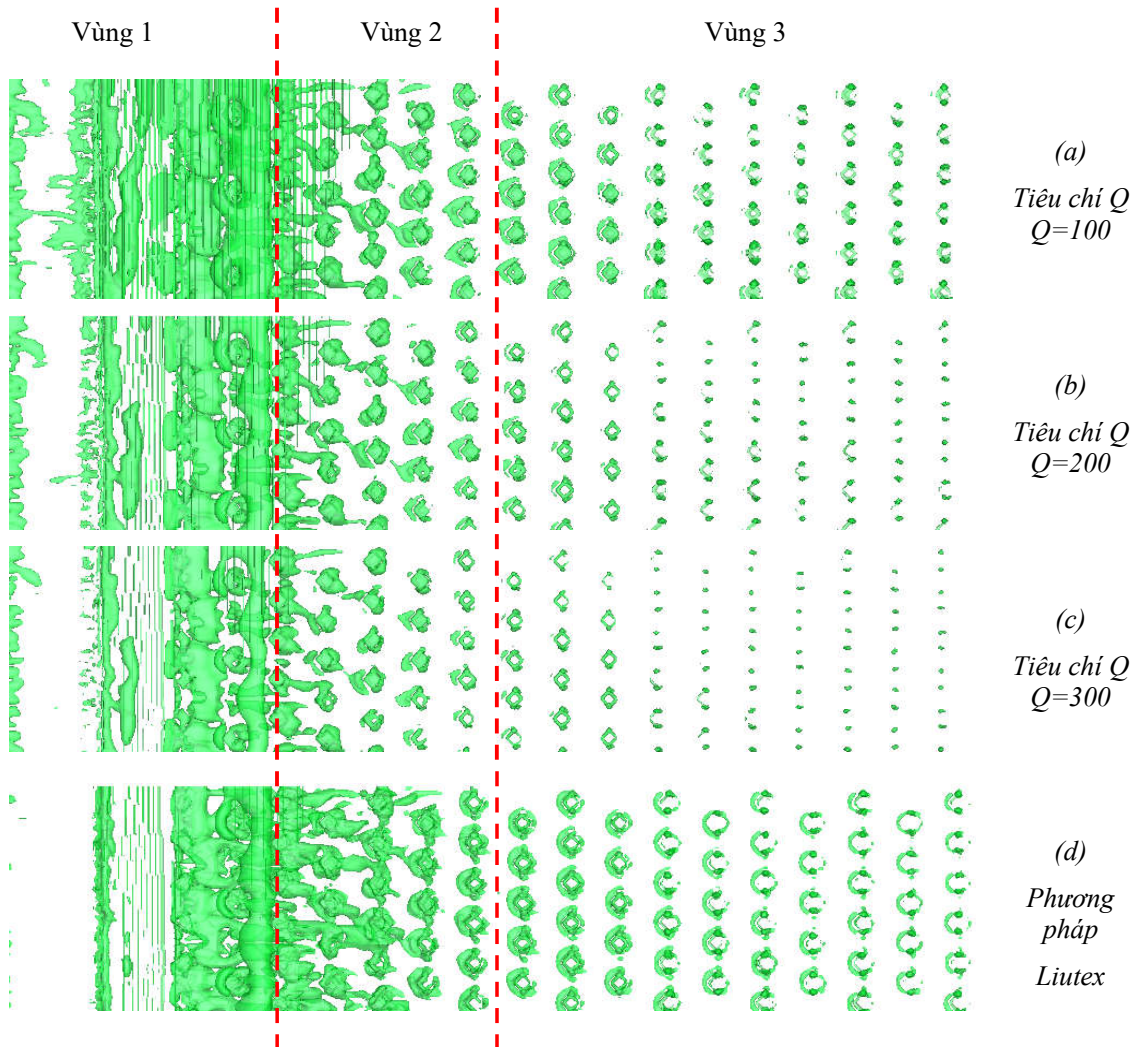 Vùng 1 Vùng 2 Vùng 3
(a)
Tiêu chí Q
Q=100
(b)
Tiêu chí Q
Q=200
(c)
Tiêu chí Q
Q=300
(d)
Phương
pháp
Liutex